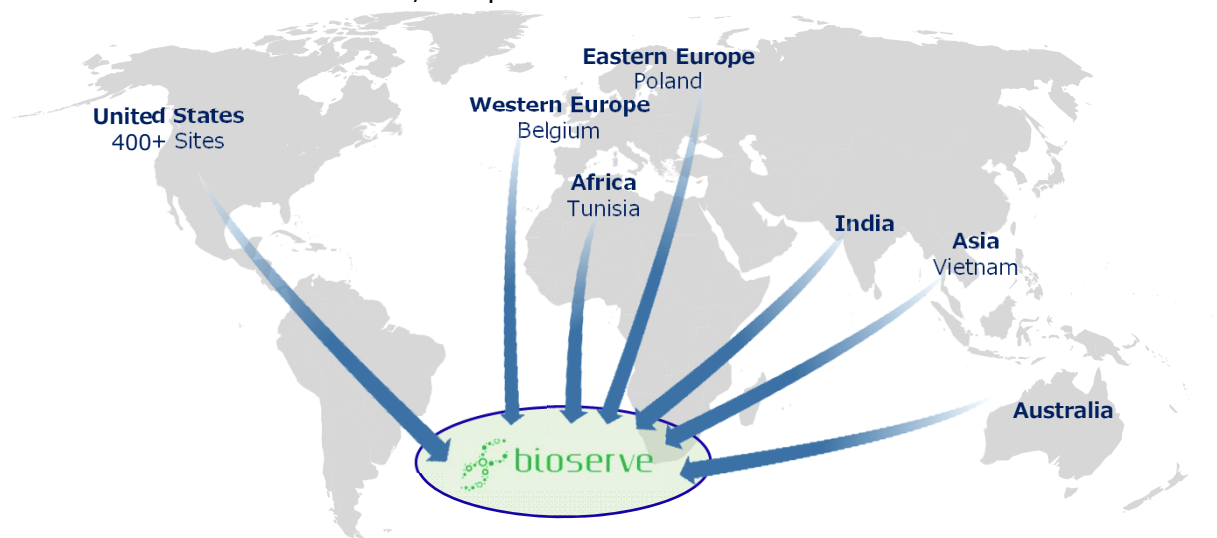 Eastern Europe
Poland
Western Europe
Belgium
United States
400+ Sites
Africa
Tunisia
India
Asia
Vietnam
Australia
bioserve